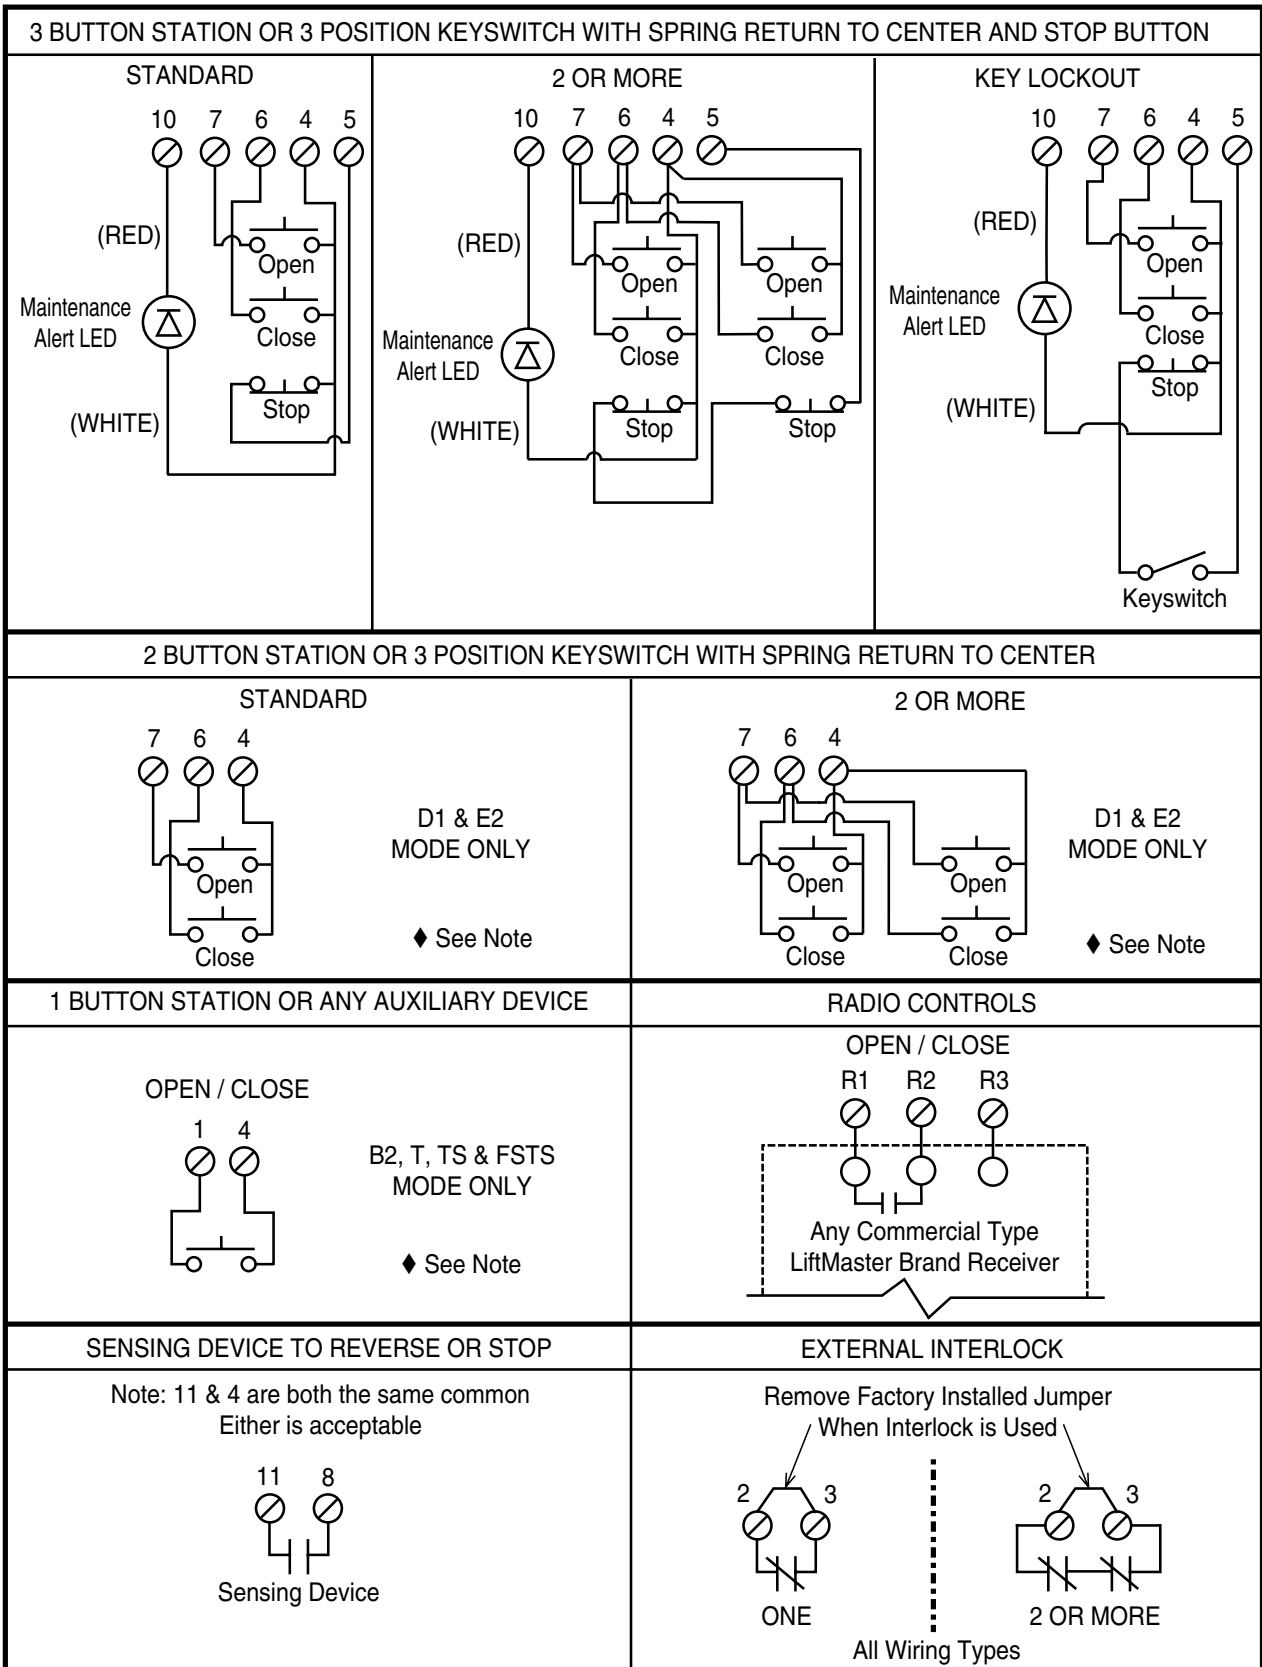 3 BUTTON STATION OR 3 POSITION KEYSWITCH WITH SPRING RETURN TO CENTER AND STOP BUTTON
STANDARD
10 7 6 4 5
(RED)
Open
Maintenance
Alert LED
Close
Stop
(WHITE)
2 OR MORE
10 7 6 4 5
(RED)
Open Open
Maintenance
Alert LED
Close Close
Stop Stop
(WHITE)
KEY LOCKOUT
10 7 6 4 5
(RED)
Open
Maintenance
Alert LED
Close
Stop
(WHITE)
Keyswitch
2 BUTTON STATION OR 3 POSITION KEYSWITCH WITH SPRING RETURN TO CENTER
STANDARD
7 6 4
D1 & E2
MODE ONLY
Open
Close
♦ See Note
2 OR MORE
7 6 4
D1 & E2
MODE ONLY
Open Open
Close Close
♦ See Note
1 BUTTON STATION OR ANY AUXILIARY DEVICE
OPEN / CLOSE
1 4
B2, T, TS & FSTS
MODE ONLY
♦ See Note
RADIO CONTROLS
OPEN / CLOSE
R1 R2 R3
Any Commercial Type
LiftMaster Brand Receiver
SENSING DEVICE TO REVERSE OR STOP
Note: 11 & 4 are both the same common
Either is acceptable
11 8
Sensing Device
EXTERNAL INTERLOCK
Remove Factory Installed Jumper
When Interlock is Used
2 3 2 3
ONE 2 OR MORE
All Wiring Types